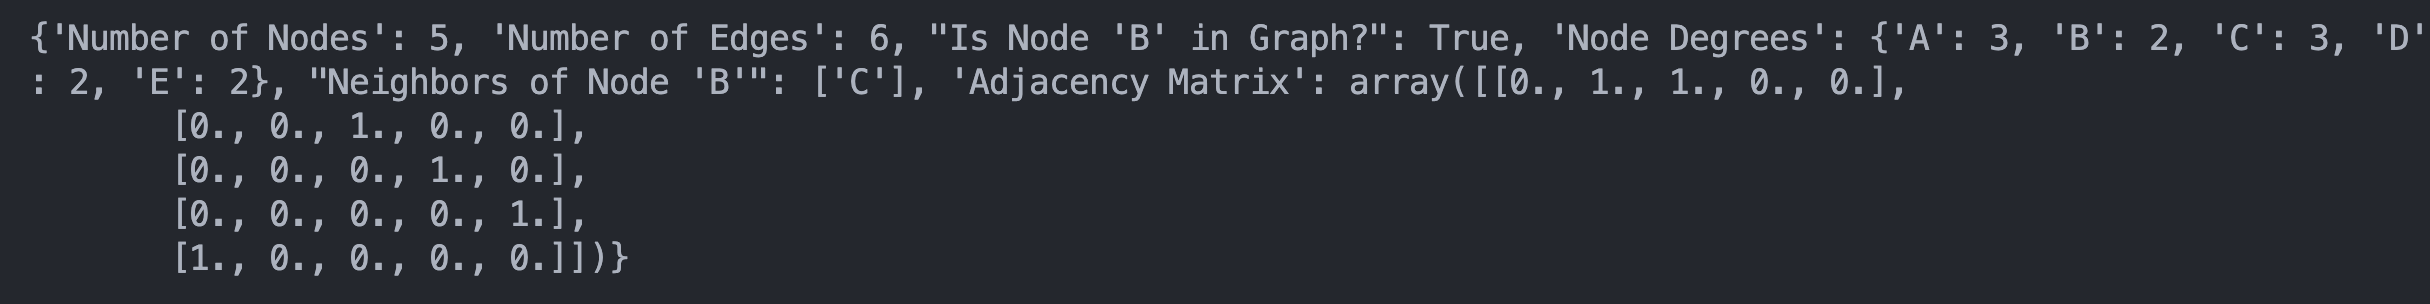 {'Number of Nodes': 5, 'Number of Edges': 6, "Is Node 'B' in Graph?": True, 'Node Degrees': {'A': 3, 'B': 2, 'C': 3, 'D'
: 2, 'E': 2}, "Neighbors of Node 'B'": ['C'], 'Adjacency Matrix': array([[0., 1., 1., 0., 0.],
[0., 0., 1., 0., 0.],
[0., 0., 0., 1., 0.],
[0., 0., 0., 0., 1.],
[1., 0., 0., 0., 0.]])}